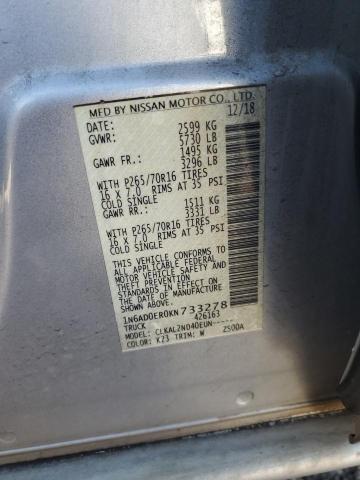 MFD BY NISSAN MOTOR CO., LTD.
DATE: 12/18
GVWR: 2599 KG
5730 LB
GAWR FR.: 1495 KG
3296 LB
WITH P265/70R16 TIRES
16 X 7.0 RIMS AT 35 PSI
COLD SINGLE
GAWR RR.: 1511 KG
3331 LB
WITH P265/70R16 TIRES
16 X 7.0 RIMS AT 35 PSI
COLD SINGLE
THIS VEHICLE CONFORMS TO
ALL APPLICABLE FEDERAL
MOTOR VEHICLE SAFETY
STANDARDS IN EFFECT ON
THE DATE OF MANUFACTURE
SHOWN ABOVE.
1N6AD0ER0KN733278
TRUCK 426163
MODEL: CLKAL2ND40EUN-----
COLOR: K23 TRIM: W 2500A